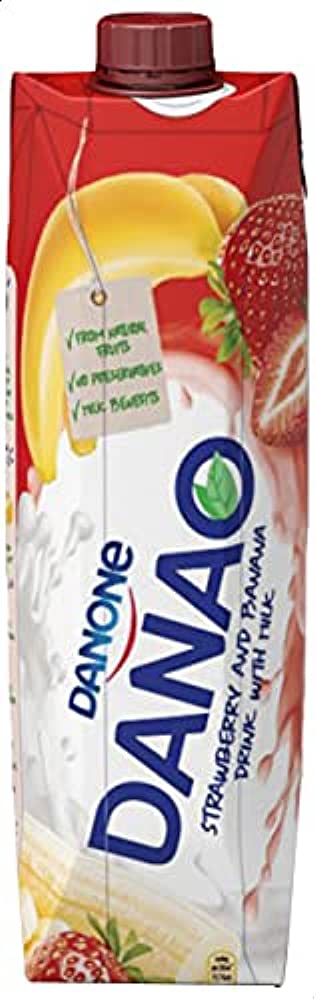 ✓ FROM NATURAL
FRUITS
✓ NO PRESERVATIVES
✓ MILK BENEFITS
DANONE
DANAO
STRAWBERRY AND BANANA
DRINK WITH MILK